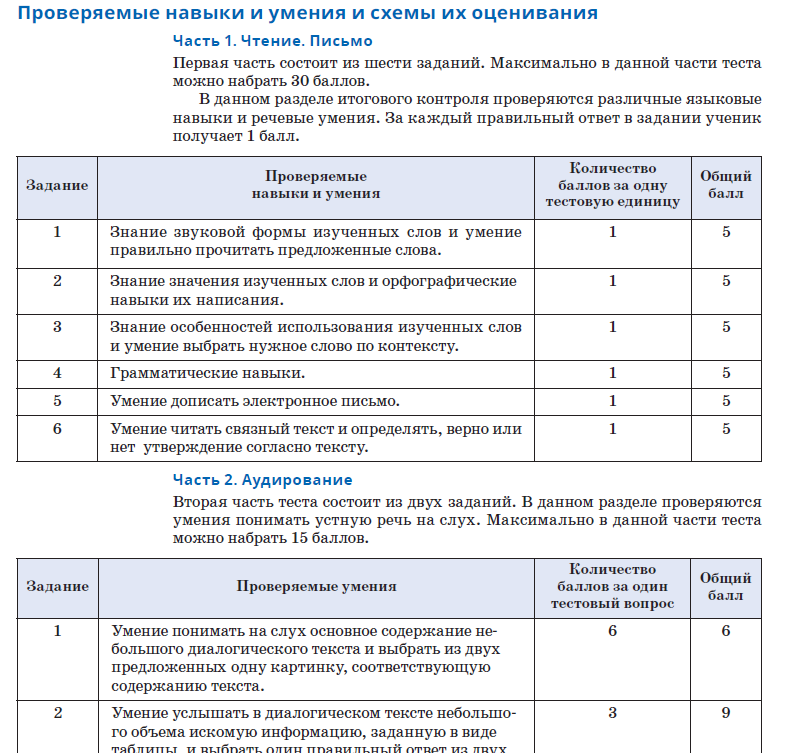 Проверяемые навыки и умения и схемы их оценивания
Часть 1. Чтение. Письмо
Первая часть состоит из шести заданий. Максимально в данной части теста
можно набрать 30 баллов.
В данном разделе итогового контроля проверяются различные языковые
навыки и речевые умения. За каждый правильный ответ в задании ученик
получает 1 балл.
Задание
Проверяемые
навыки и умения
Количество
баллов за одну
тестовую единицу
Общий
балл
1
Знание звуковой формы изученных слов и умение
правильно прочитать предложенные слова.
1
5
2
Знание значения изученных слов и орфографические
навыки их написания.
1
5
3
Знание особенностей использования изученных слов
и умение выбрать нужное слово по контексту.
1
5
4
Грамматические навыки.
1
5
5
Умение дописать электронное письмо.
1
5
6
Умение читать связный текст и определять, верно или
нет утверждение согласно тексту.
1
5
Часть 2. Аудирование
Вторая часть теста состоит из двух заданий. В данном разделе проверяются
умения понимать устную речь на слух. Максимально в данной части теста
можно набрать 15 баллов.
Задание
Проверяемые умения
Количество
баллов за один
тестовый вопрос
Общий
балл
1
Умение понимать на слух основное содержание не-
большого диалогического текста и выбрать из двух
предложенных одну картинку, соответствующую
содержанию текста.
6
6
2
Умение услышать в диалогическом тексте небольшо-
го объема искомую информацию, заданную в виде
таблицы, и выбрать один правильный ответ из двух
3
9